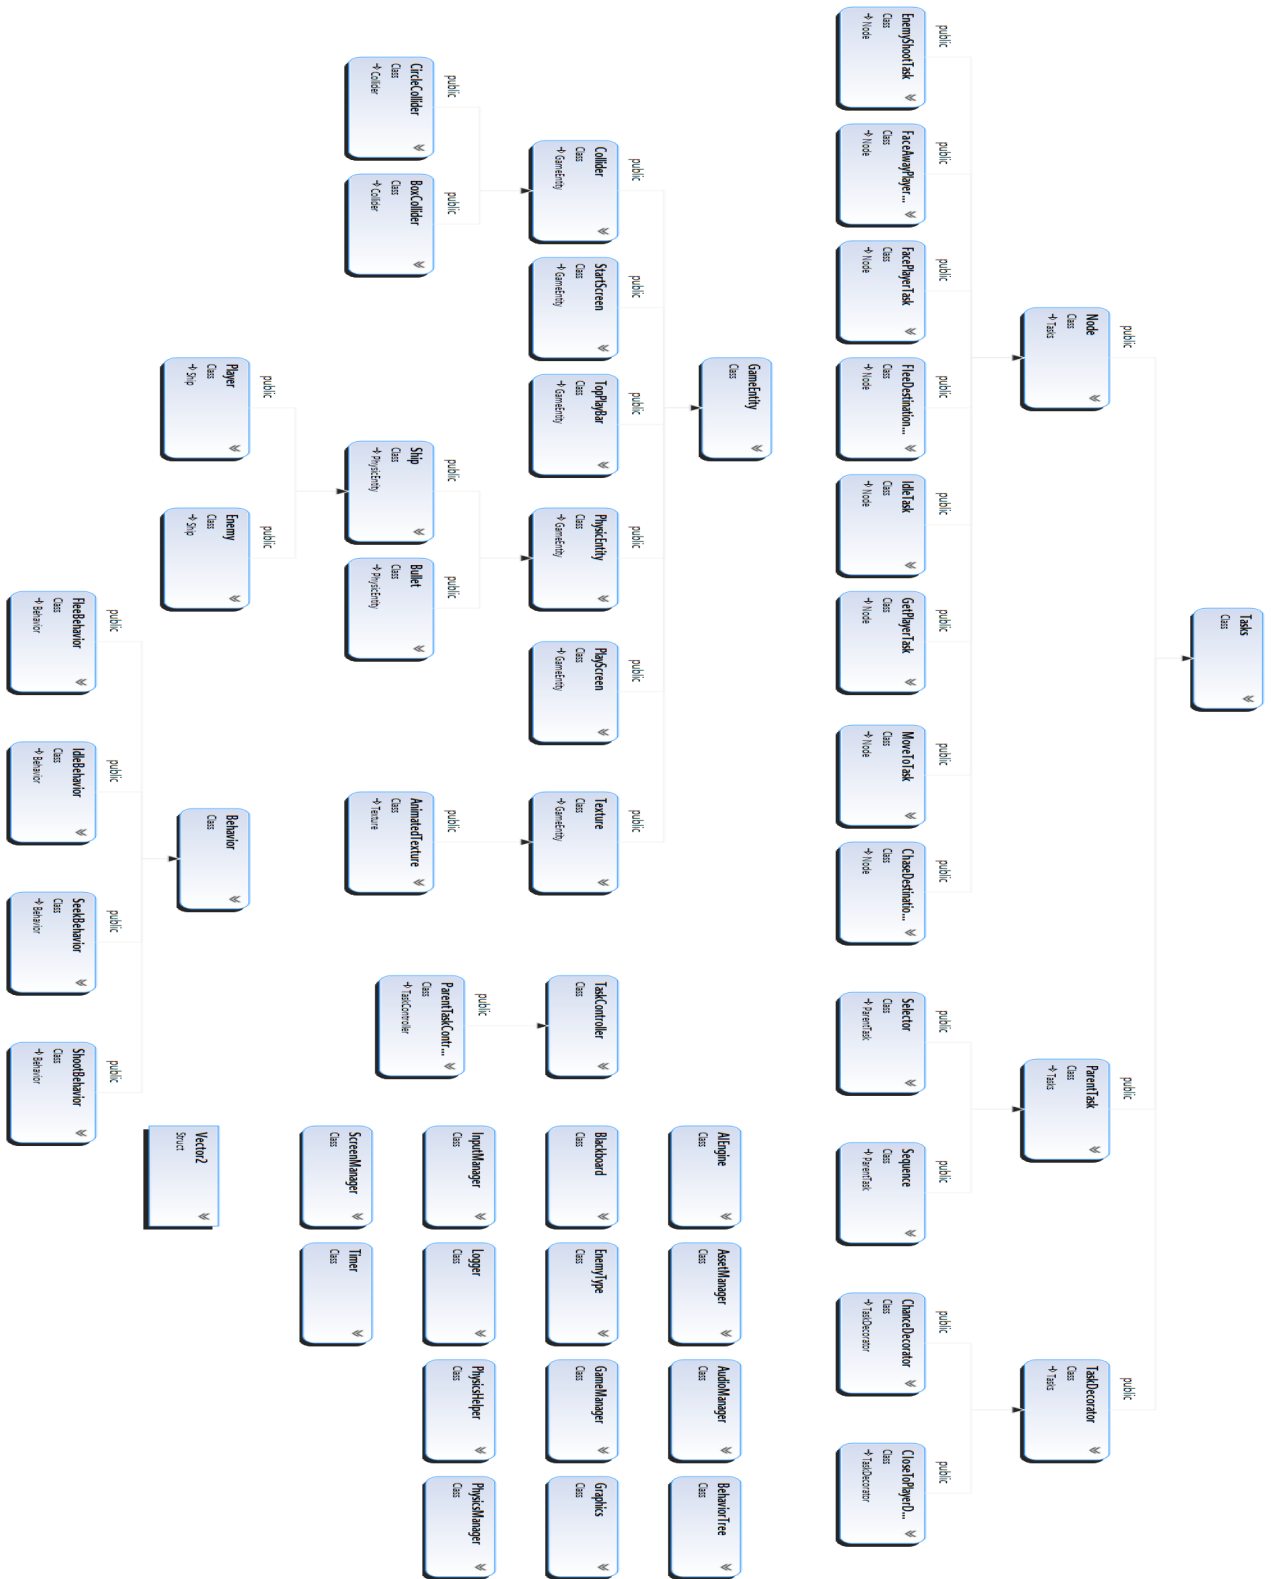 Tasks
Class
public
Node
Class
→ Tasks
public
ParentTask
Class
→ Tasks
public
TaskDecorator
Class
→ Tasks
public
EnemyShootTask
Class
→ Node
public
FaceAwayPlayer...
Class
→ Node
public
FacePlayerTask
Class
→ Node
public
FleeDestination...
Class
→ Node
public
IdleTask
Class
→ Node
public
GetPlayerTask
Class
→ Node
public
MoveToTask
Class
→ Node
public
ChaseDestinatio...
Class
→ Node
public
Selector
Class
→ ParentTask
public
Sequence
Class
→ ParentTask
public
ChanceDecorator
Class
→ TaskDecorator
public
CloseToPlayerD...
Class
→ TaskDecorator
GameEntity
Class
public
Collider
Class
→ GameEntity
public
StartScreen
Class
→ GameEntity
public
TopPlayBar
Class
→ GameEntity
public
PhysicEntity
Class
→ GameEntity
public
PlayScreen
Class
→ GameEntity
public
Texture
Class
→ GameEntity
public
CircleCollider
Class
→ Collider
public
BoxCollider
Class
→ Collider
public
Ship
Class
→ PhysicEntity
public
Bullet
Class
→ PhysicEntity
public
AnimatedTexture
Class
→ Texture
public
Player
Class
→ Ship
public
Enemy
Class
→ Ship
TaskController
Class
public
ParentTaskContr...
Class
→ TaskController
AIEngine
Class
AssetManager
Class
AudioManager
Class
BehaviorTree
Class
Blackboard
Class
EnemyType
Class
GameManager
Class
Graphics
Class
InputManager
Class
Logger
Class
PhysicsHelper
Class
PhysicsManager
Class
ScreenManager
Class
Timer
Class
Behavior
Class
public
FleeBehavior
Class
→ Behavior
public
IdleBehavior
Class
→ Behavior
public
SeekBehavior
Class
→ Behavior
public
ShootBehavior
Class
→ Behavior
Vector2
Struct